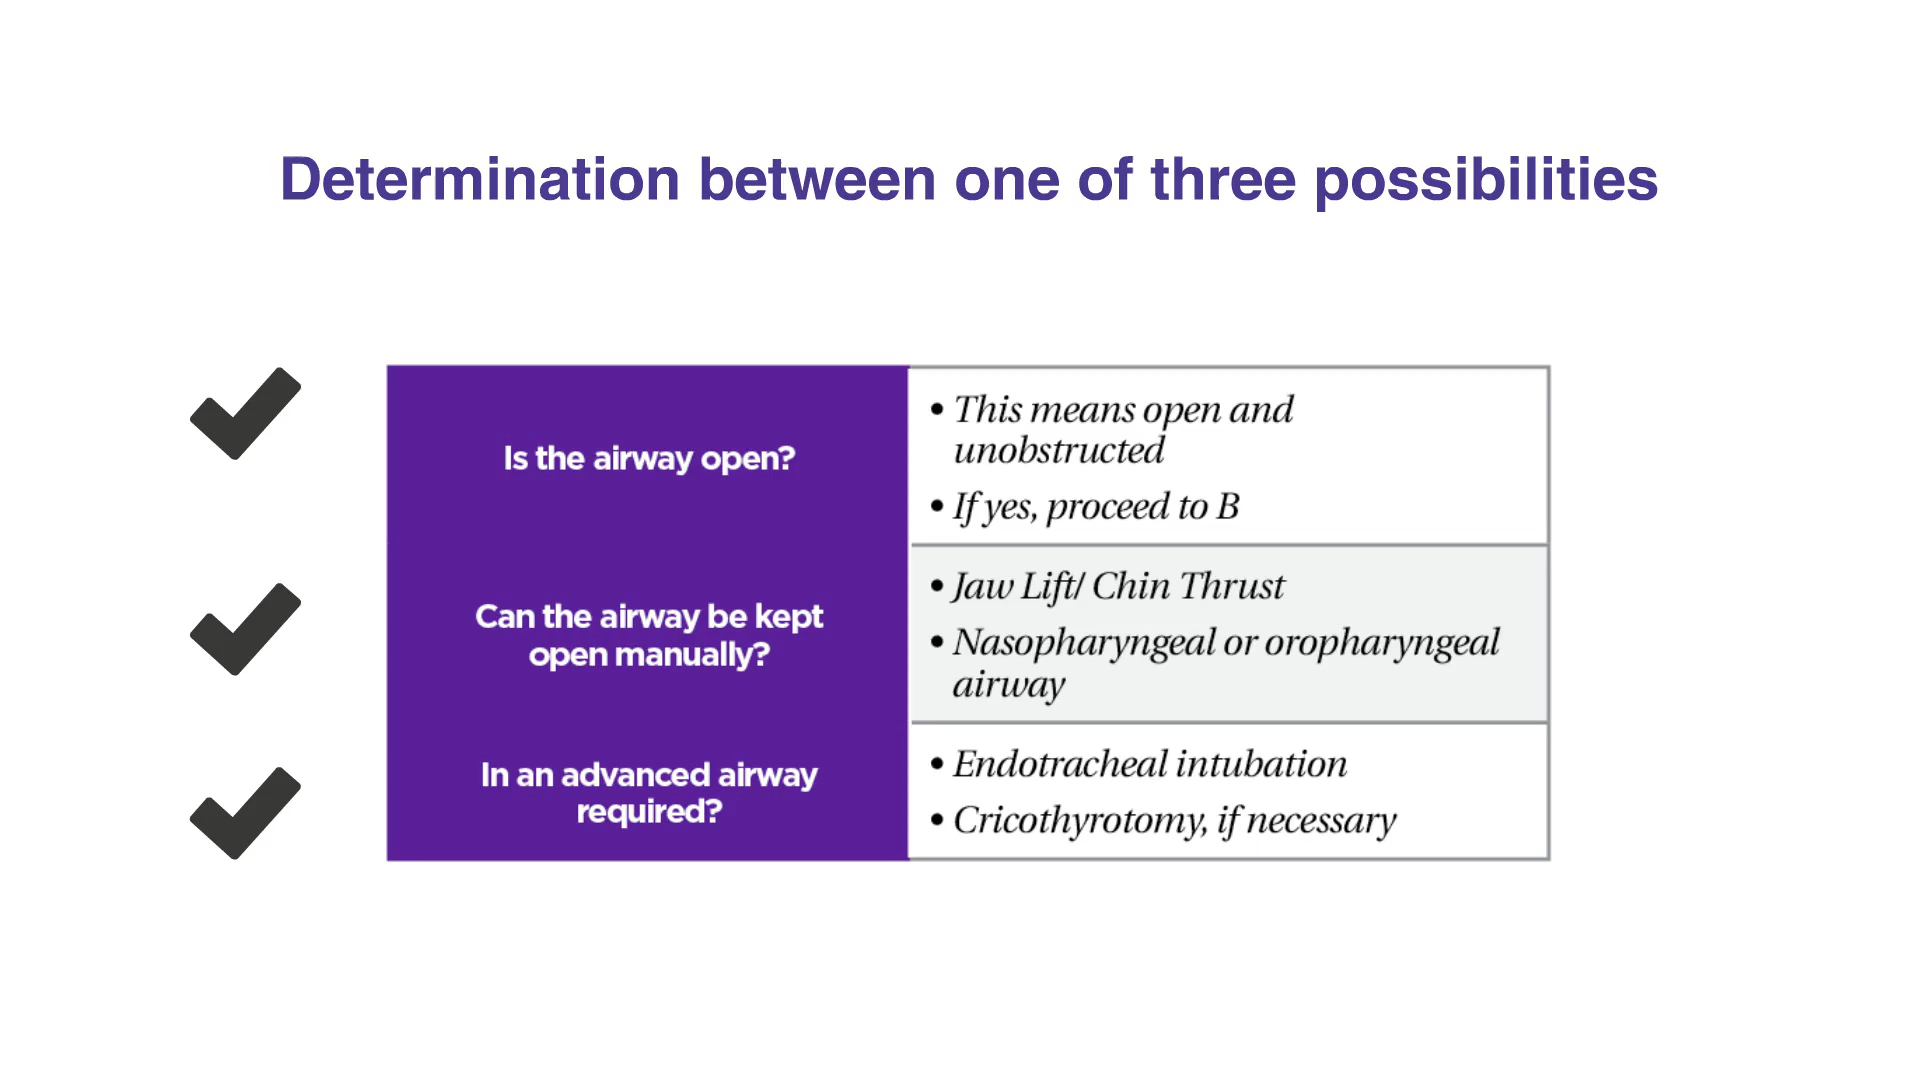 Determination between one of three possibilities
Is the airway open?
• This means open and
unobstructed
• If yes, proceed to B
Can the airway be kept
open manually?
• Jaw Lift/ Chin Thrust
• Nasopharyngeal or oropharyngeal
airway
In an advanced airway
required?
• Endotracheal intubation
• Cricothyrotomy, if necessary